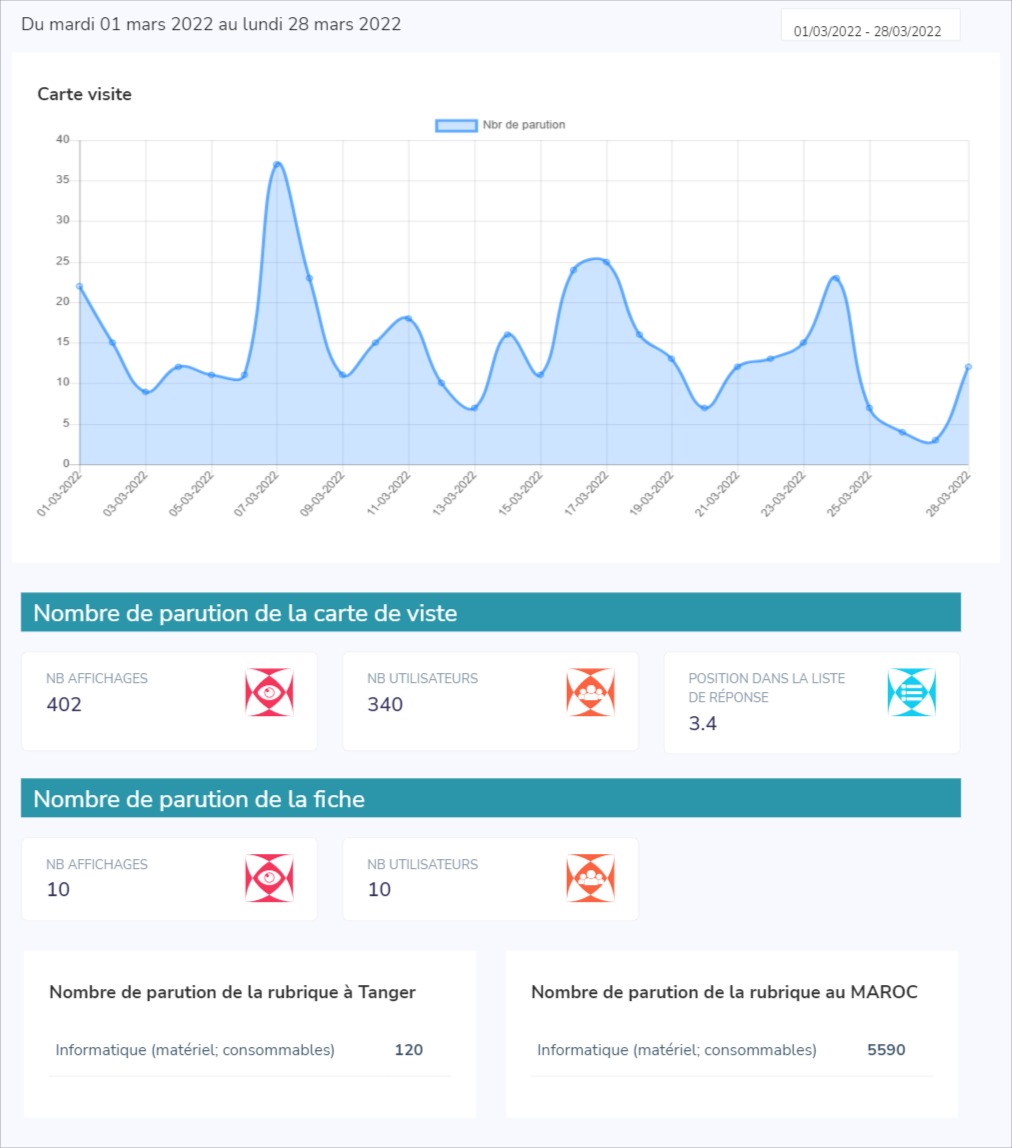 Du mardi 01 mars 2022 au lundi 28 mars 2022
01/03/2022 - 28/03/2022
Carte visite
Nbr de parution
40
35
30
25
20
15
10
5
0
01-03-2022
03-03-2022
05-03-2022
07-03-2022
09-03-2022
11-03-2022
13-03-2022
15-03-2022
17-03-2022
19-03-2022
21-03-2022
23-03-2022
25-03-2022
28-03-2022
Nombre de parution de la carte de viste
NB AFFICHAGES
402
NB UTILISATEURS
340
POSITION DANS LA LISTE
DE RÉPONSE
3.4
Nombre de parution de la fiche
NB AFFICHAGES
10
NB UTILISATEURS
10
Nombre de parution de la rubrique à Tanger
Informatique (matériel; consommables) 120
Nombre de parution de la rubrique au MAROC
Informatique (matériel; consommables) 5590